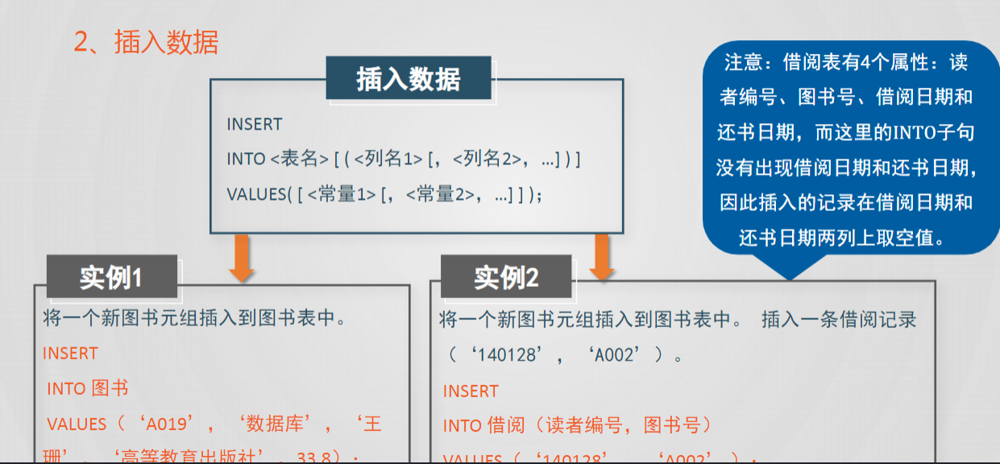 2、插入数据
插入数据
INSERT
INTO <表名> [ ( <列名1> [，<列名2>，…] ) ]
VALUES( [ <常量1> [，<常量2>，…] ] )；
注意：借阅表有4个属性：读
者编号、图书号、借阅日期和
还书日期，而这里的INTO子句
没有出现借阅日期和还书日期，
因此插入的记录在借阅日期和
还书日期两列上取空值。
实例1
将一个新图书元组插入到图书表中。
INSERT
INTO 图书
VALUES（‘A019’，‘数据库’，‘王
珊’，‘高等教育出版社’，33.8）；
实例2
将一个新图书元组插入到图书表中。 插入一条借阅记录
（‘140128’，‘A002’）。
INSERT
INTO 借阅（读者编号，图书号）
VALUES（‘140128’，‘A002’）；